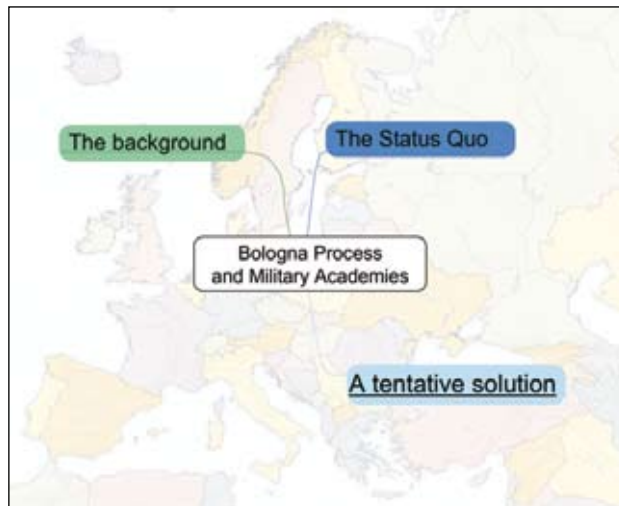 The background
The Status Quo
Bologna Process
and Military Academies
A tentative solution